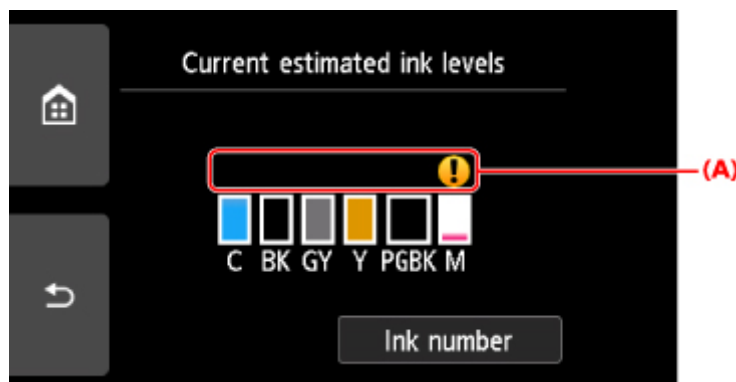 Current estimated ink levels
(A)
C BK GY Y PGBK M
Ink number